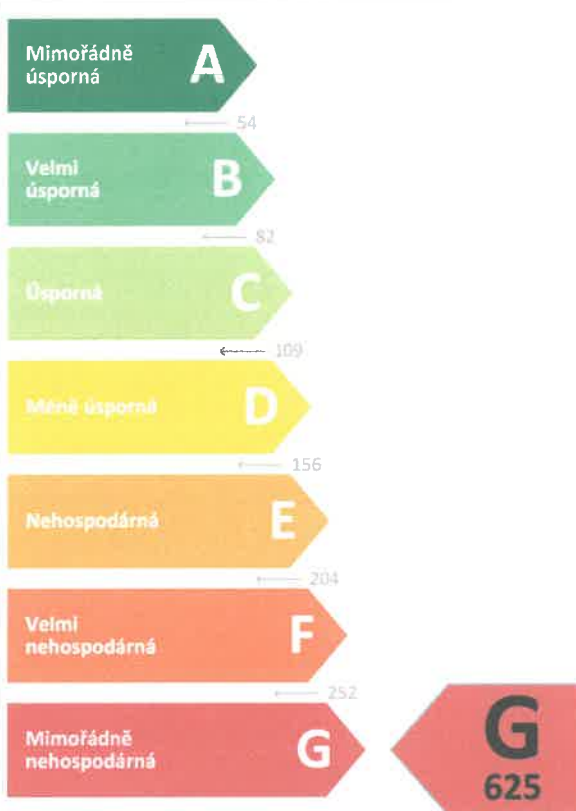 Mimořádně
úsporná
A
54
Velmi
úsporná
B
82
Úsporná
C
109
Méně úsporná
D
156
Nehospodárná
E
204
Velmi
nehospodárná
F
252
Mimořádně
nehospodárná
G
G
625